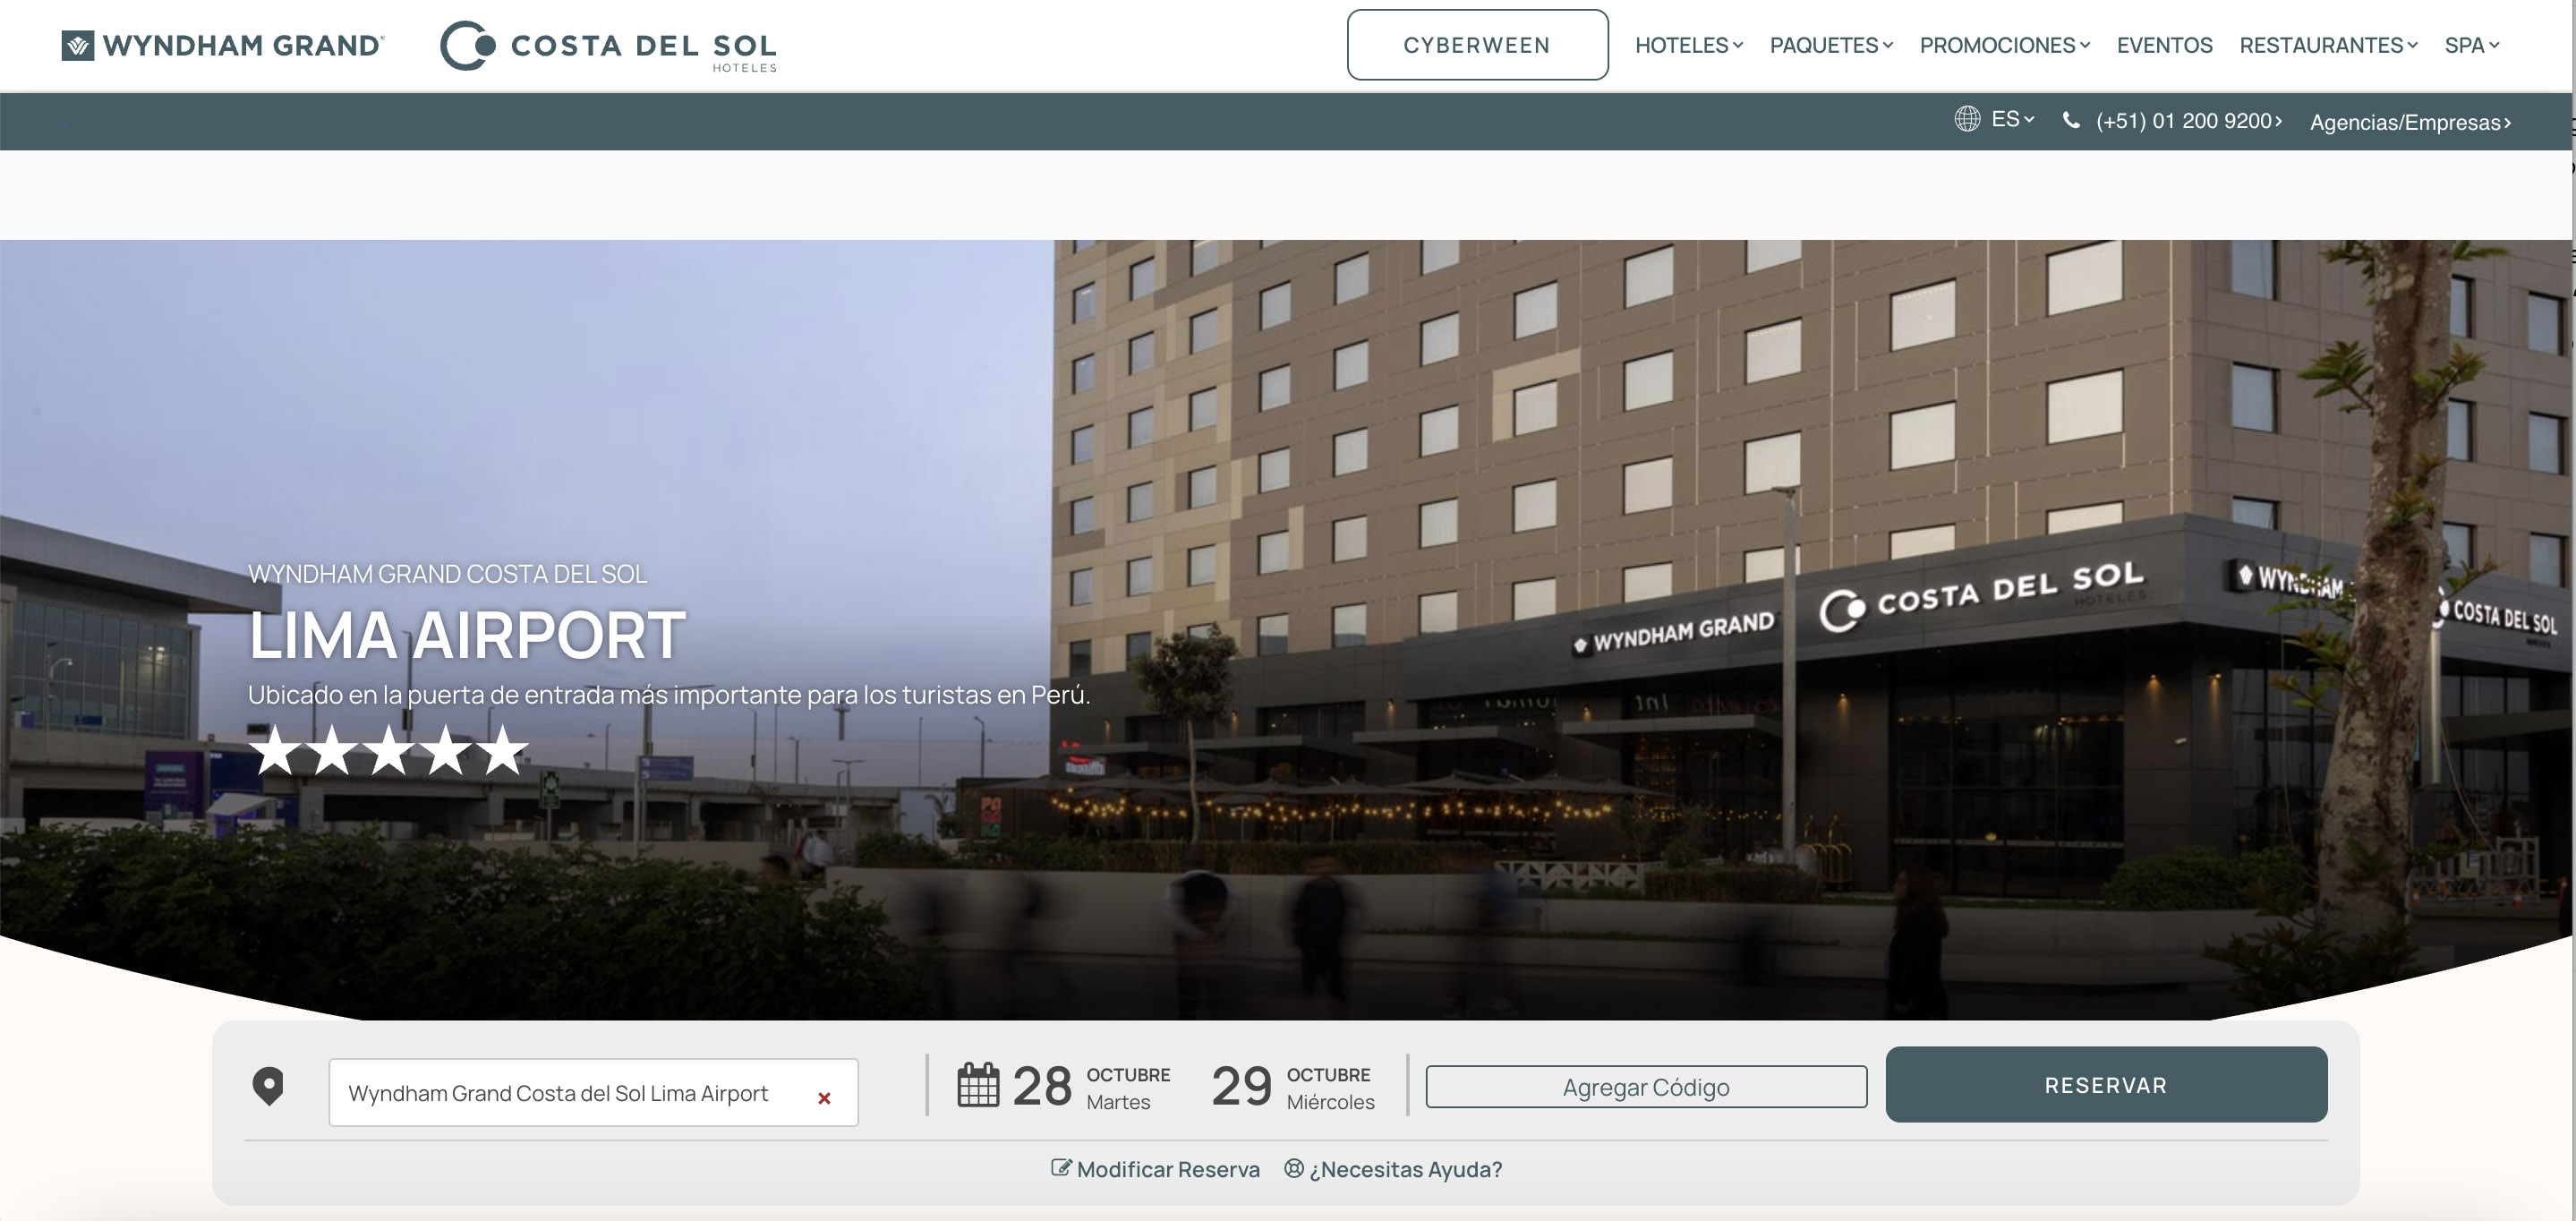 WYNDHAM GRAND COSTA DEL SOL HOTELES
CYBERWEEN HOTELES PAQUETES PROMOCIONES EVENTOS RESTAURANTES SPA
ES (+51) 01 200 9200 Agencias/Empresas
WYNDHAM GRAND COSTA DEL SOL
LIMA AIRPORT
Ubicado en la puerta de entrada más importante para los turistas en Perú.
WYNDHAM GRAND COSTA DEL SOL HOTELES
WYNDHAM COSTA DEL SOL
Wyndham Grand Costa del Sol Lima Airport
28 OCTUBRE Martes
29 OCTUBRE Miércoles
Agregar Código
RESERVAR
Modificar Reserva ¿Necesitas Ayuda?